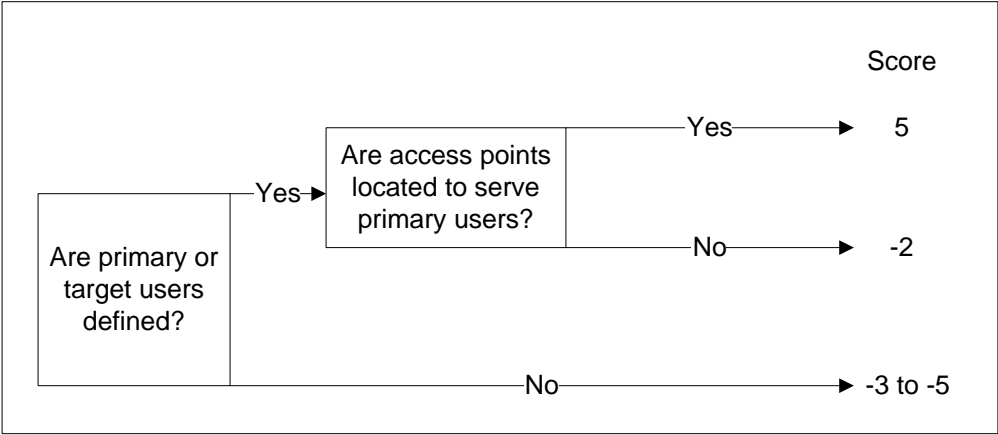 Score
Yes
5
Are access points
located to serve
primary users?
Yes
No
-2
Are primary or
target users
defined?
No
-3 to -5